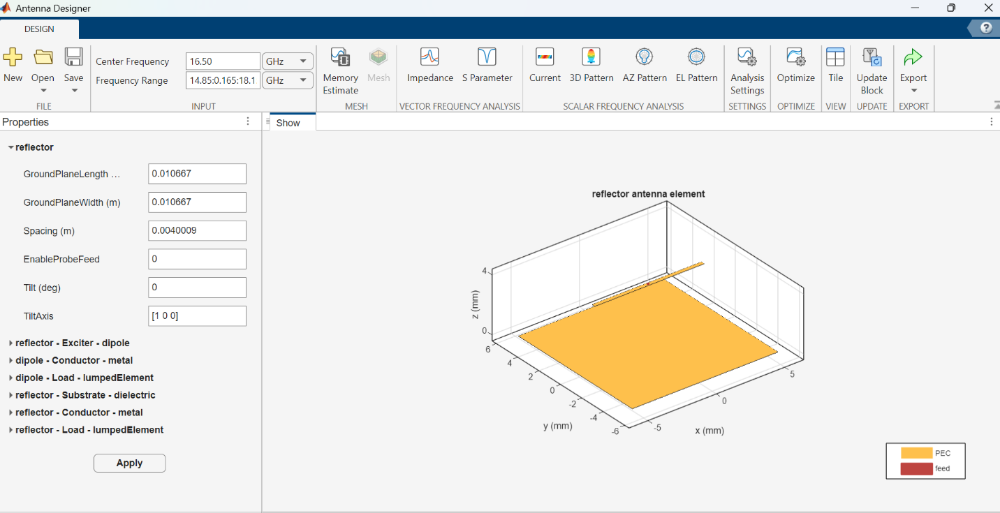 Antenna Designer
DESIGN
?
New
Open
Save
FILE
Center Frequency
16.50
GHz
Frequency Range
14.85:0.165:18.1
GHz
INPUT
Memory Estimate
Mesh
MESH
Impedance
S Parameter
VECTOR FREQUENCY ANALYSIS
Current
3D Pattern
AZ Pattern
EL Pattern
SCALAR FREQUENCY ANALYSIS
Analysis Settings
SETTINGS
Optimize
OPTIMIZE
Tile
VIEW
Update Block
UPDATE
Export
EXPORT
Properties
reflector
GroundPlaneLength ...
0.010667
GroundPlaneWidth (m)
0.010667
Spacing (m)
0.0040009
EnableProbeFeed
0
Tilt (deg)
0
TiltAxis
[1 0 0]
reflector - Exciter - dipole
dipole - Conductor - metal
dipole - Load - lumpedElement
reflector - Substrate - dielectric
reflector - Conductor - metal
reflector - Load - lumpedElement
Apply
Show
reflector antenna element
4
0
z (mm)
6
4
2
0
-2
-4
-6
y (mm)
-5
0
5
x (mm)
PEC
feed